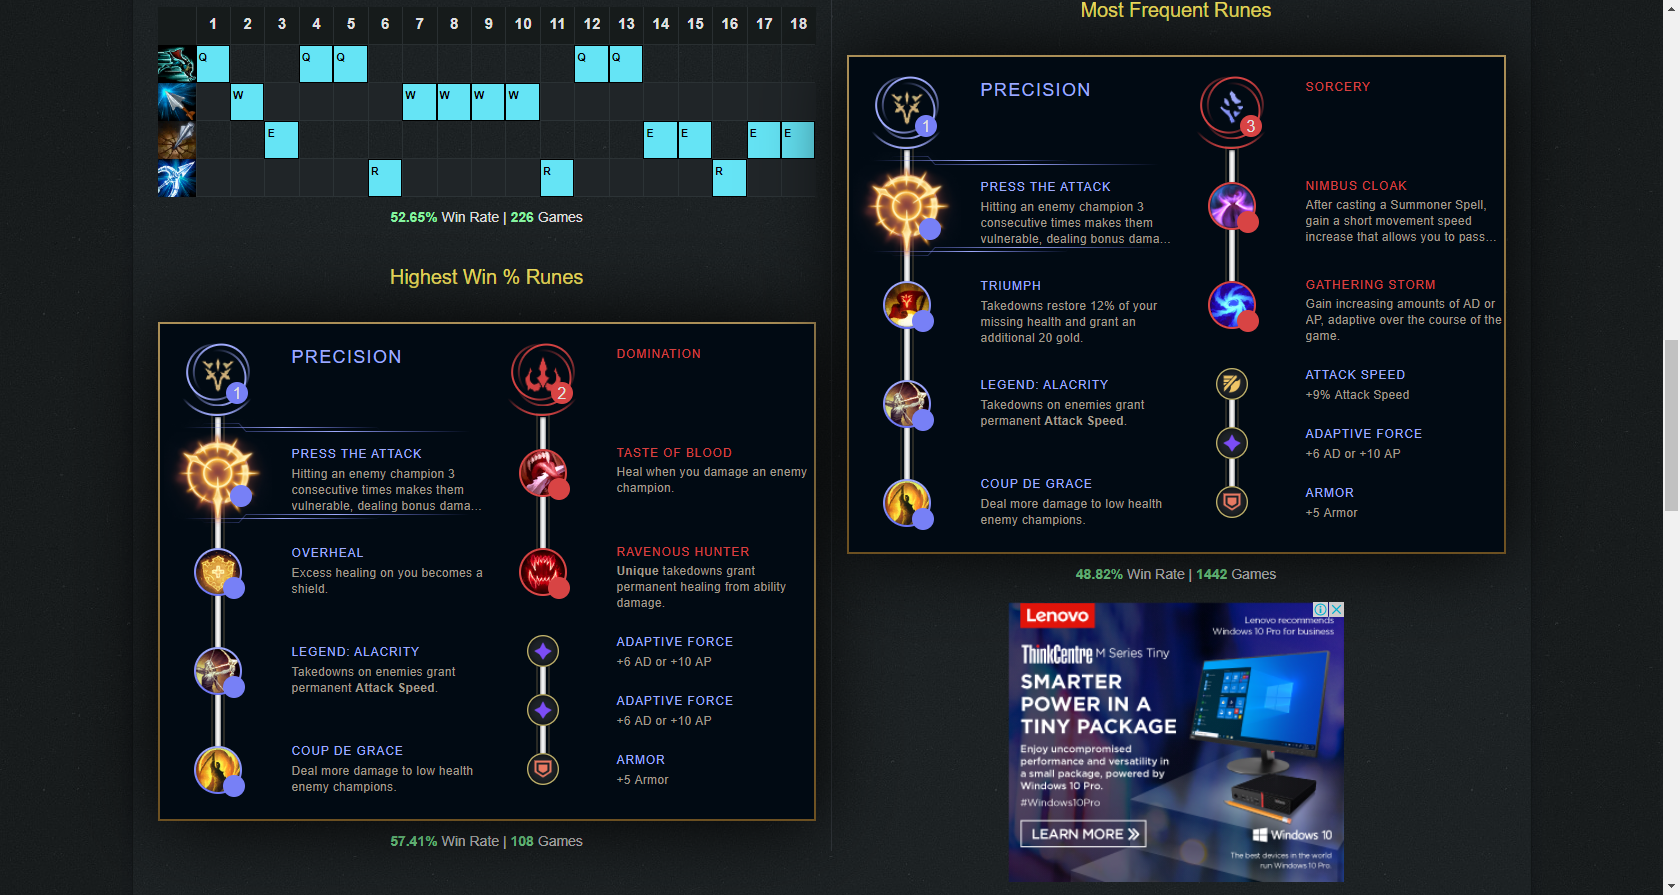 1 2 3 4 5 6 7 8 9 10 11 12 13 14 15 16 17 18
Q Q Q Q Q
W W W W W
E E E E E
R R R
52.65% Win Rate | 226 Games
Highest Win % Runes
PRECISION
1
PRESS THE ATTACK
Hitting an enemy champion 3
consecutive times makes them
vulnerable, dealing bonus dama...
OVERHEAL
Excess healing on you becomes a
shield.
LEGEND: ALACRITY
Takedowns on enemies grant
permanent Attack Speed.
COUP DE GRACE
Deal more damage to low health
enemy champions.
DOMINATION
2
TASTE OF BLOOD
Heal when you damage an enemy
champion.
RAVENOUS HUNTER
Unique takedowns grant
permanent healing from ability
damage.
ADAPTIVE FORCE
+6 AD or +10 AP
ADAPTIVE FORCE
+6 AD or +10 AP
ARMOR
+5 Armor
57.41% Win Rate | 108 Games
Most Frequent Runes
PRECISION
1
PRESS THE ATTACK
Hitting an enemy champion 3
consecutive times makes them
vulnerable, dealing bonus dama...
TRIUMPH
Takedowns restore 12% of your
missing health and grant an
additional 20 gold.
LEGEND: ALACRITY
Takedowns on enemies grant
permanent Attack Speed.
COUP DE GRACE
Deal more damage to low health
enemy champions.
SORCERY
3
NIMBUS CLOAK
After casting a Summoner Spell,
gain a short movement speed
increase that allows you to pass...
GATHERING STORM
Gain increasing amounts of AD or
AP, adaptive over the course of the
game.
ATTACK SPEED
+9% Attack Speed
ADAPTIVE FORCE
+6 AD or +10 AP
ARMOR
+5 Armor
48.82% Win Rate | 1442 Games
Lenovo
Lenovo recommends
Windows 10 Pro for business
ThinkCentre M Series Tiny
SMARTER
POWER IN A
TINY PACKAGE
Enjoy uncompromised
performance and versatility in
a small package, powered by
Windows 10 Pro.
#Windows10Pro
LEARN MORE
Windows 10
The best devices in the world
run Windows 10 Pro.